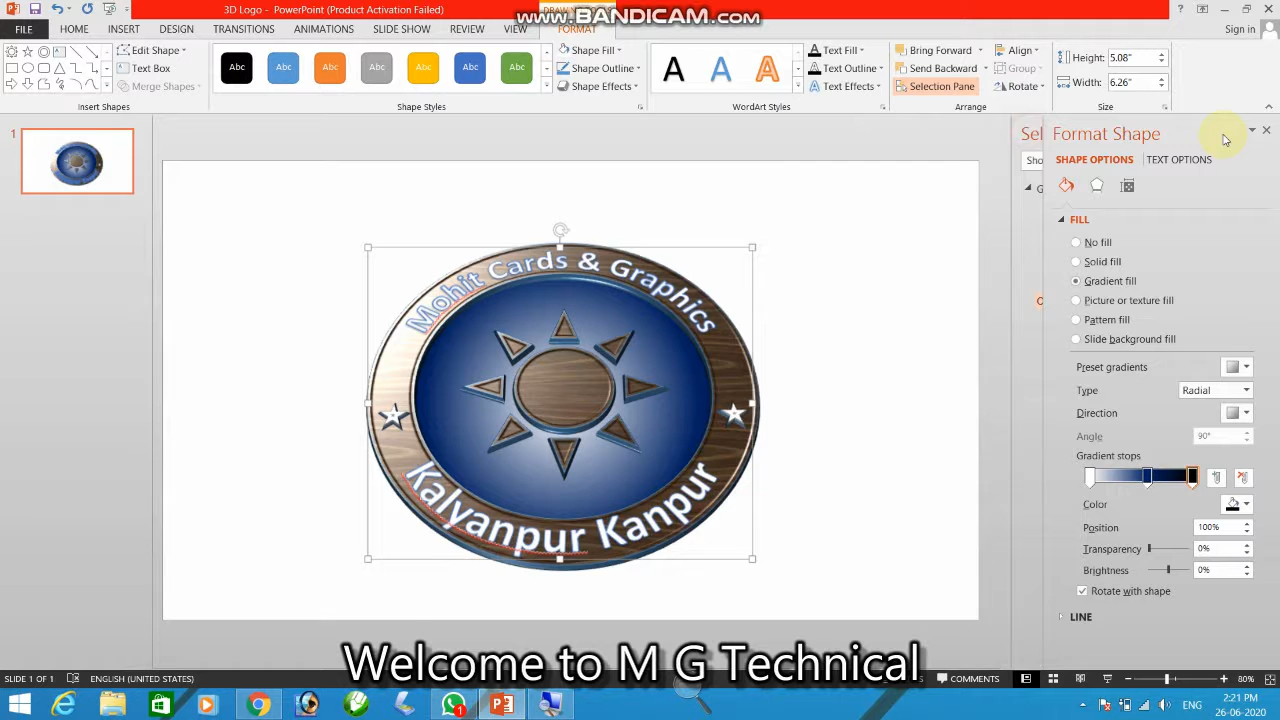 3D Logo - PowerPoint (Product Activation Failed)
www.BANDICAM.com
Sign in
FILE HOME INSERT DESIGN TRANSITIONS ANIMATIONS SLIDE SHOW REVIEW VIEW FORMAT
Edit Shape
Text Box
Merge Shapes
Insert Shapes
Abc Abc Abc Abc Abc Abc Abc
Shape Styles
Shape Fill
Shape Outline
Shape Effects
A A A
WordArt Styles
Text Fill
Text Outline
Text Effects
Bring Forward
Send Backward
Selection Pane
Align
Group
Rotate
Arrange
Height: 5.08"
Width: 6.26"
Size
1
Mohit Cards & Graphics
Kalyanpur Kanpur
Sel
Sho
G
Format Shape
SHAPE OPTIONS TEXT OPTIONS
FILL
No fill
Solid fill
Gradient fill
Picture or texture fill
Pattern fill
Slide background fill
Preset gradients
Type Radial
Direction
Angle 90°
Gradient stops
Color
Position 100%
Transparency 0%
Brightness 0%
Rotate with shape
LINE
Welcome to M G Technical
SLIDE 1 OF 1 ENGLISH (UNITED STATES)
COMMENTS
80%
1
ENG
2:21 PM
26-06-2020